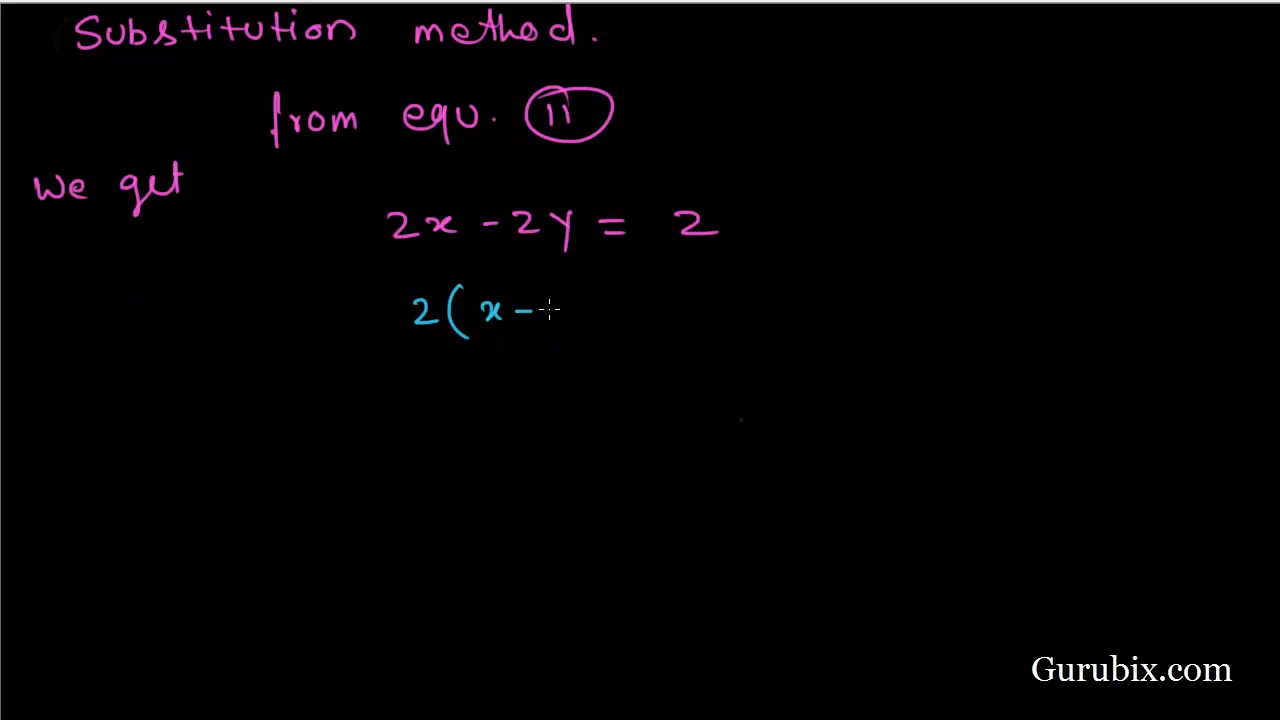 Substitution method.
from equ. (II)
We get
2x - 2y = 2
2(x -
Gurubix.com